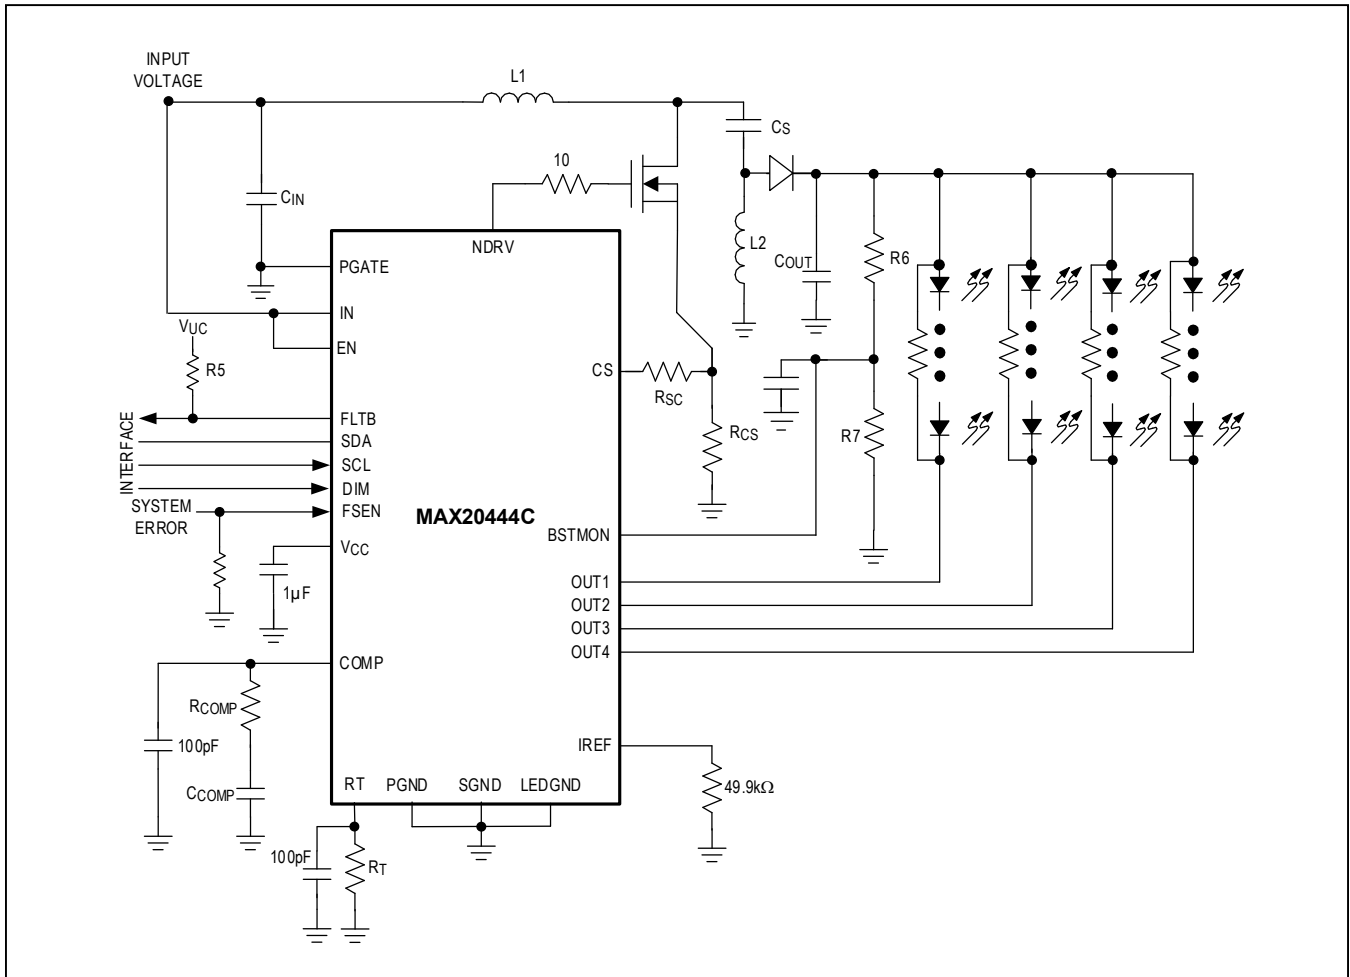 INPUT
VOLTAGE
L1
CS
10
CIN
NDRV
L2
COUT
R6
PGATE
IN
VUC
EN
R5
CS
RSC
RCS
R7
INTERFACE
FLTB
SDA
SCL
DIM
SYSTEM
ERROR
FSEN
MAX20444C
BSTMON
VCC
1µF
OUT1
OUT2
OUT3
OUT4
COMP
RCOMP
100pF
CCOMP
IREF
49.9kΩ
RT
PGND
SGND
LEDGND
100pF
RT